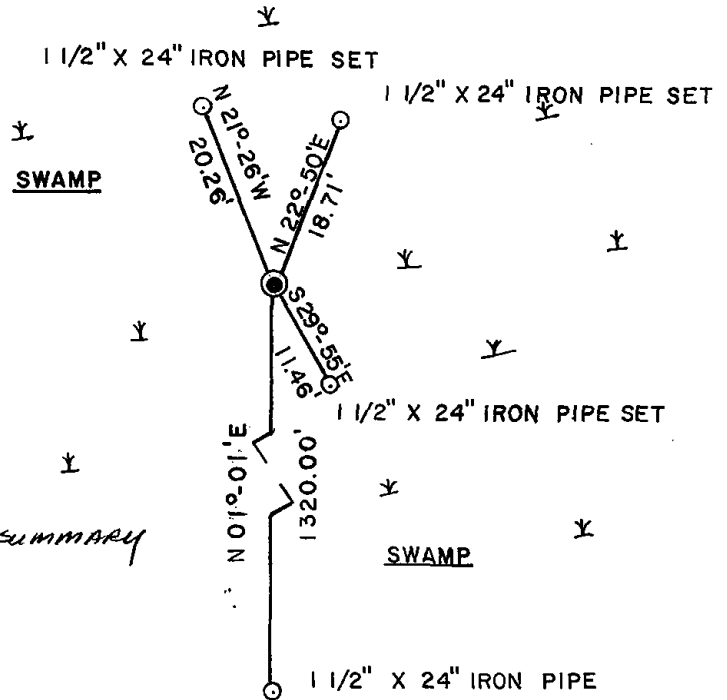 1 1/2" X 24" IRON PIPE SET
1 1/2" X 24" IRON PIPE SET
SWAMP
N 21°-26'W
20.26'
N 22°-50'E
18.71'
S 29°-55'E
11.46'
1 1/2" X 24" IRON PIPE SET
N 01°-01'E
1320.00'
SUMMARY
SWAMP
1 1/2" X 24" IRON PIPE